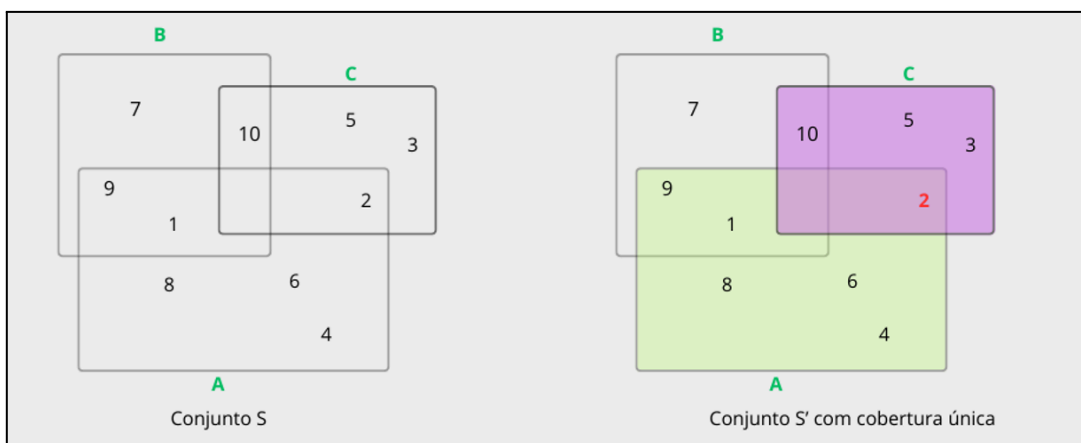 B B
C C
7 5 7 5
10 3 10 3
9 2 9 2
1 1
8 6 8 6
4 4
A A
Conjunto S Conjunto S’ com cobertura única